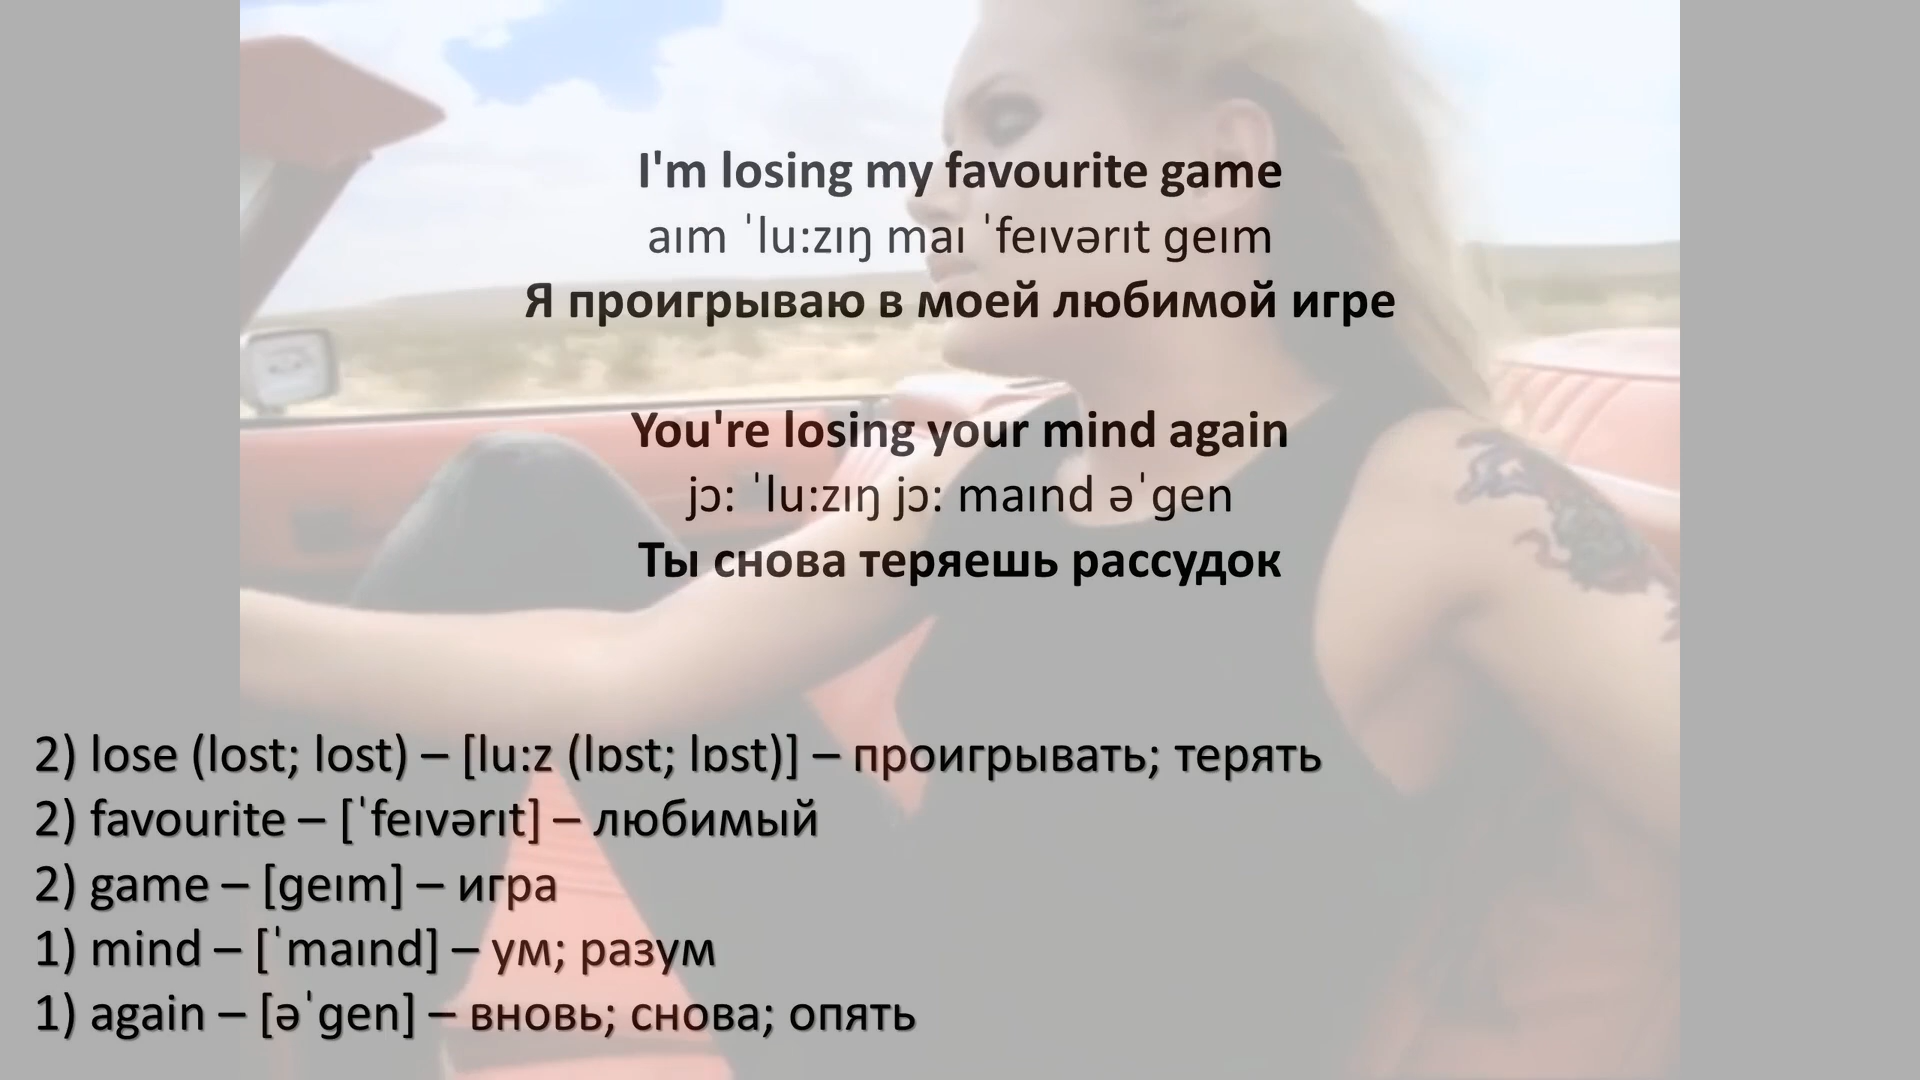 I'm losing my favourite game
aɪm ˈlu:zɪŋ maɪ ˈfeɪvərɪt geɪm
Я проигрываю в моей любимой игре
You're losing your mind again
jɔ: ˈlu:zɪŋ jɔ: maɪnd əˈgen
Ты снова теряешь рассудок
2) lose (lost; lost) – [lu:z (lɒst; lɒst)] – проигрывать; терять
2) favourite – [ˈfeɪvərɪt] – любимый
2) game – [geɪm] – игра
1) mind – [ˈmaɪnd] – ум; разум
1) again – [əˈgen] – вновь; снова; опять